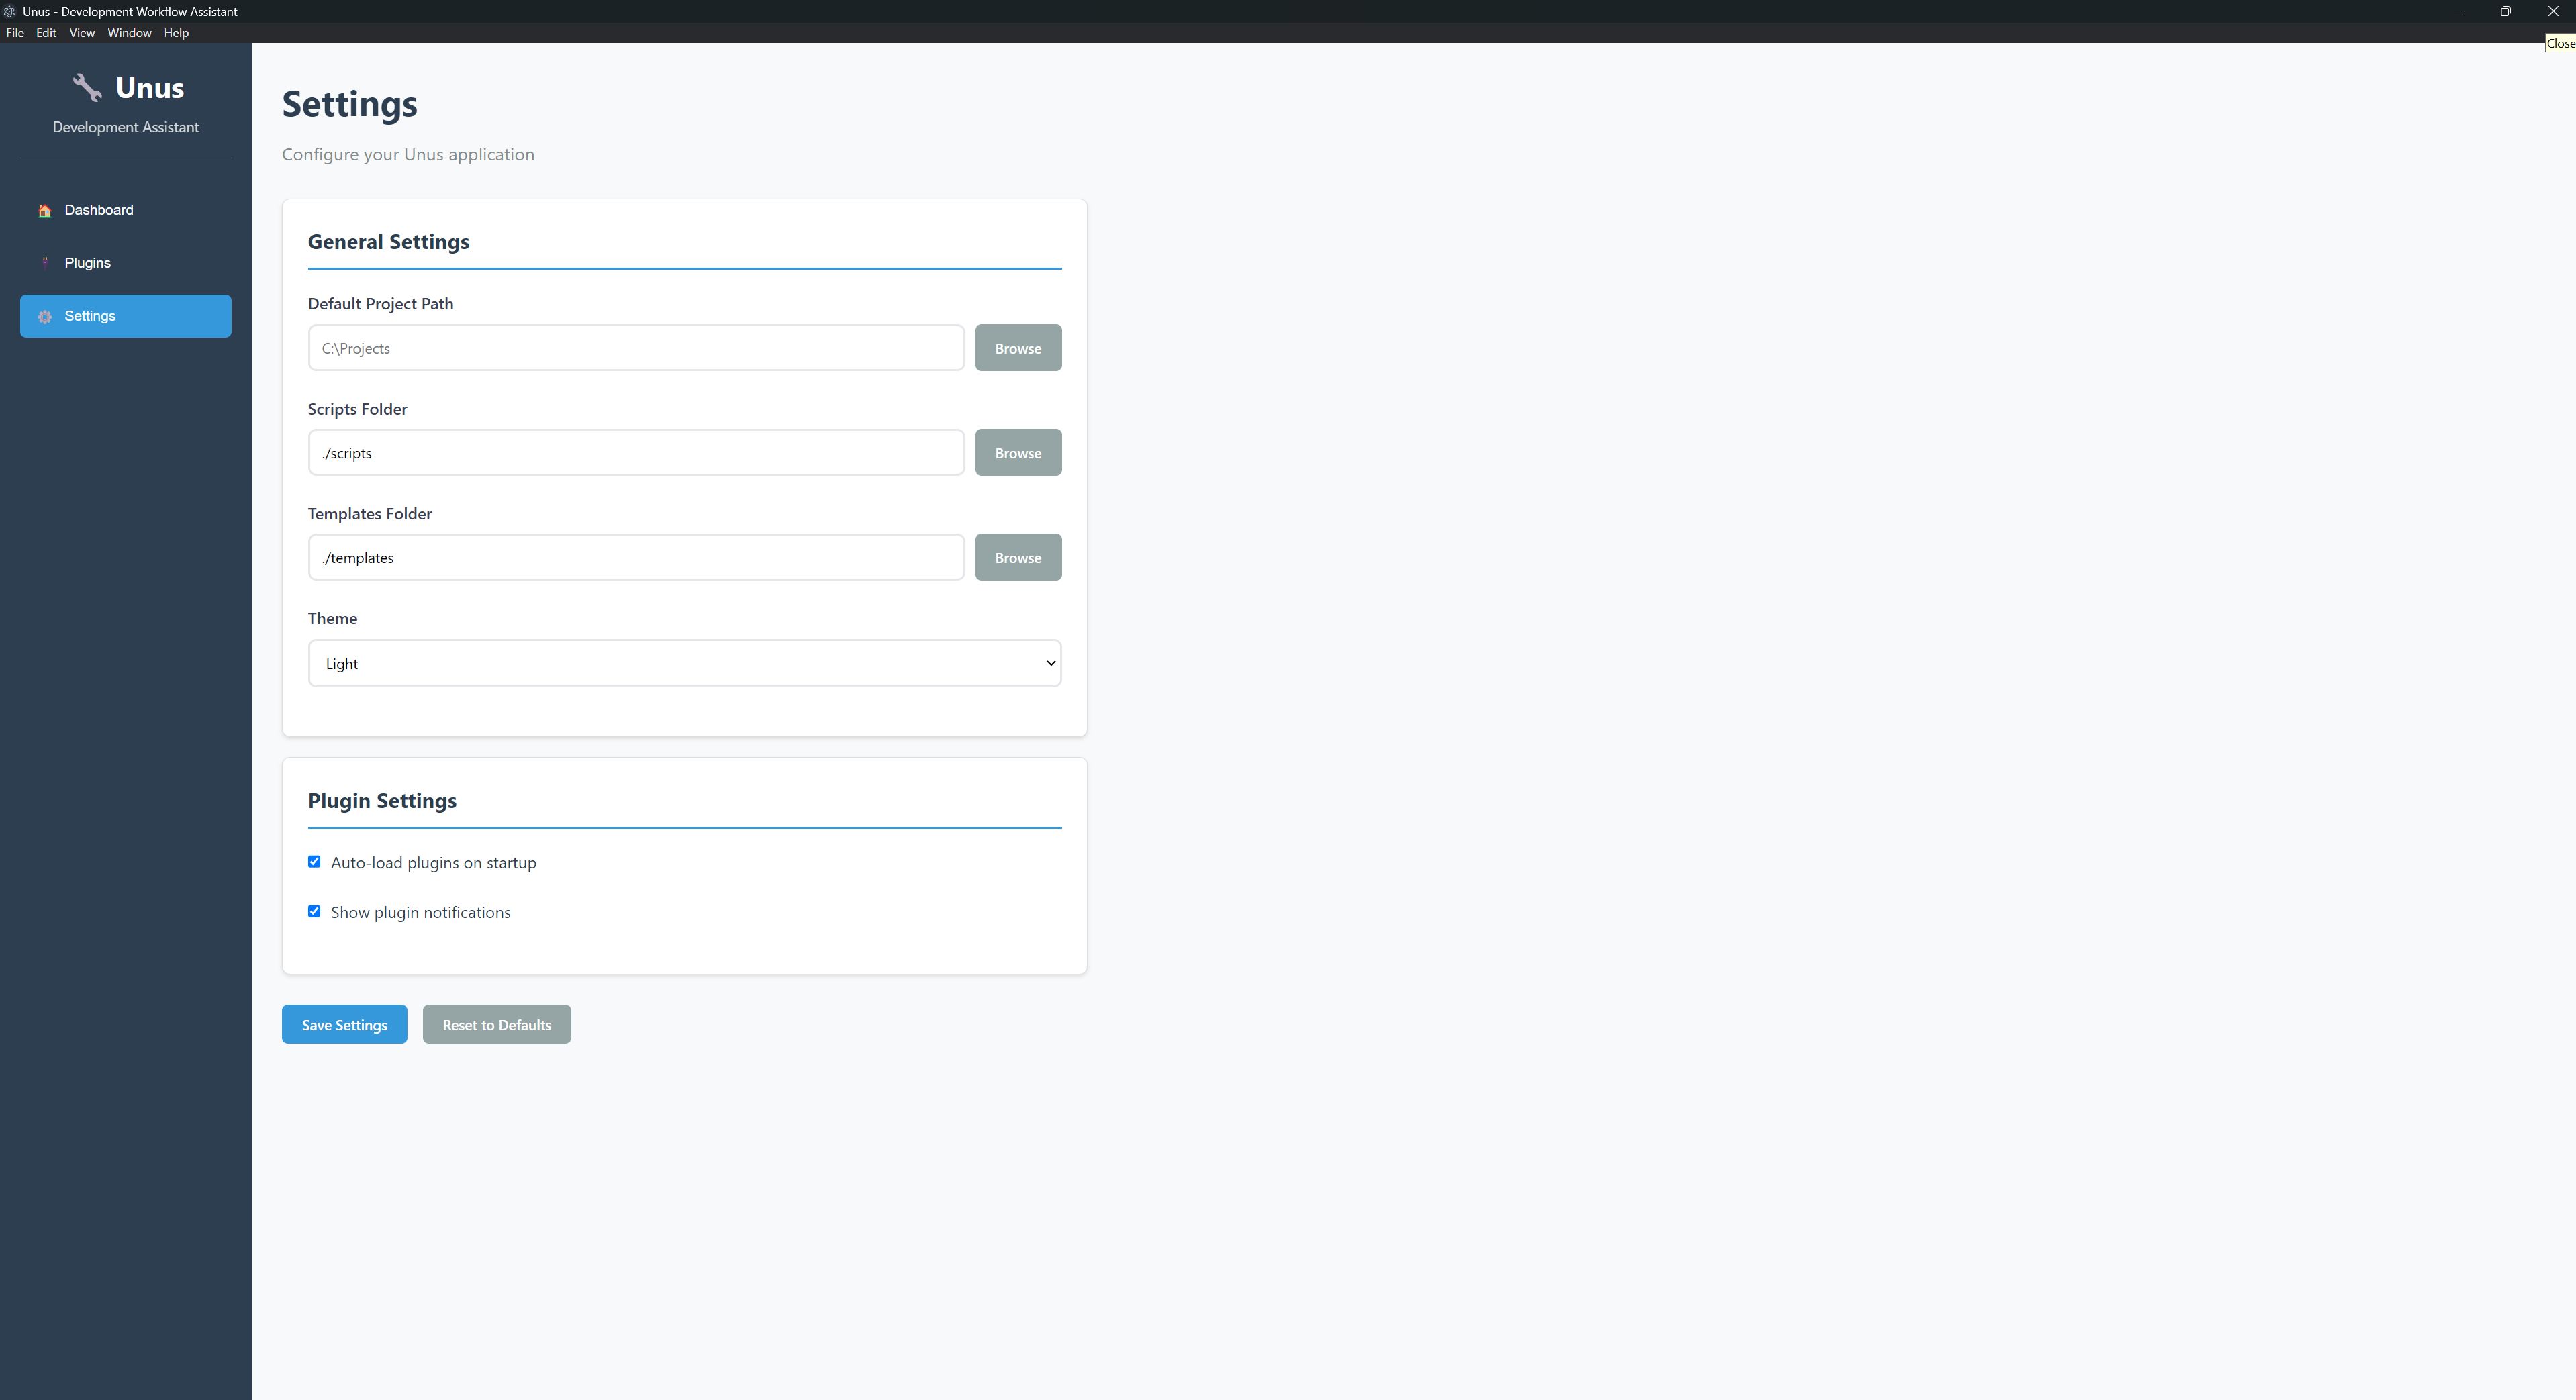 Unus - Development Workflow Assistant
File Edit View Window Help
Close
Unus
Development Assistant
Dashboard
Plugins
Settings
Settings
Configure your Unus application
General Settings
Default Project Path
C:\Projects
Browse
Scripts Folder
./scripts
Browse
Templates Folder
./templates
Browse
Theme
Light
Plugin Settings
Auto-load plugins on startup
Show plugin notifications
Save Settings
Reset to Defaults